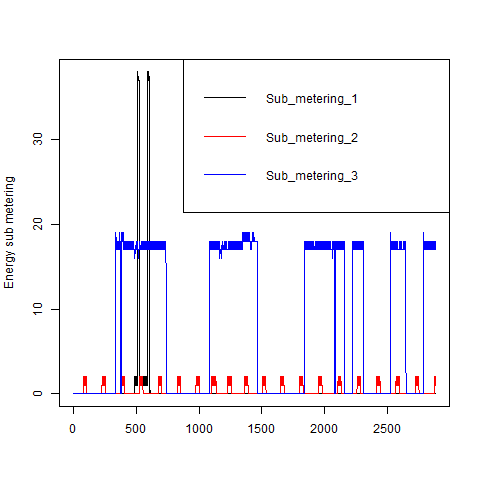 Energy sub metering
30
20
10
0
Sub_metering_1
Sub_metering_2
Sub_metering_3
0 500 1000 1500 2000 2500